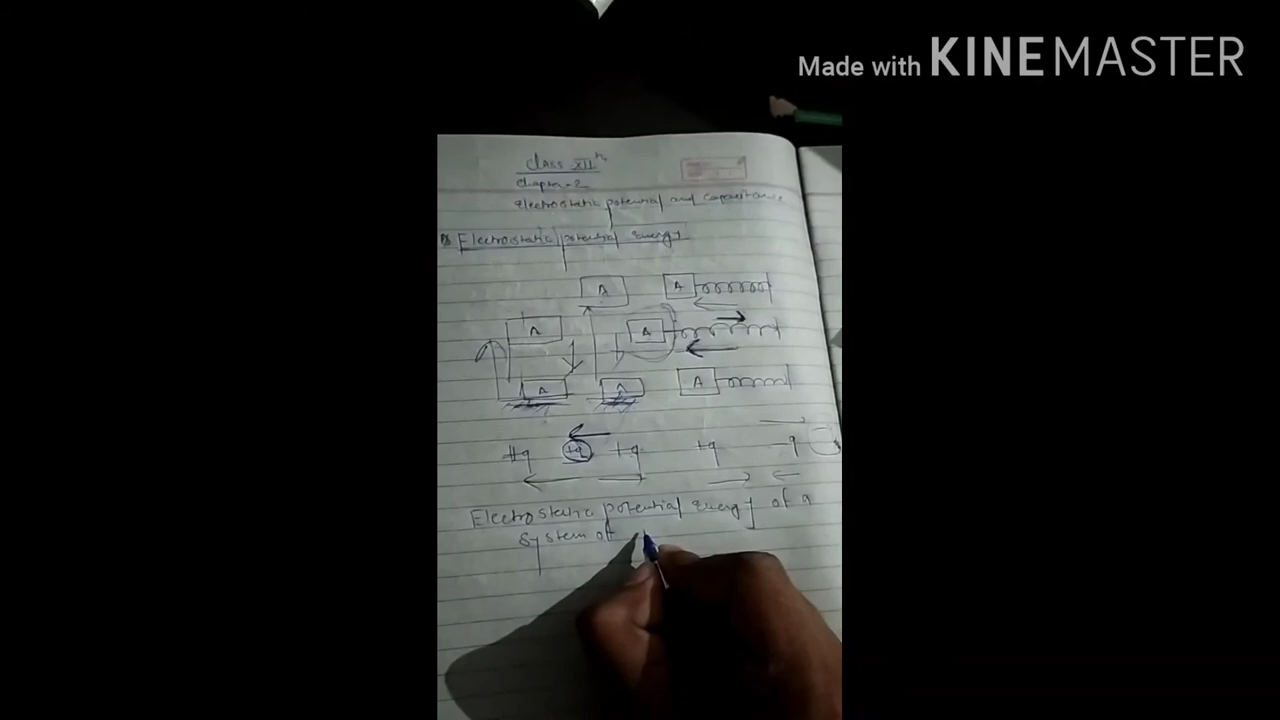 Made with KINEMASTER
Class XIIth
Chapter-2
Electrostatic potential and capacitance
Electrostatic potential energy
A A
A A
A A A
+q +q +q +q -q
Electrostatic potential energy of a
system of